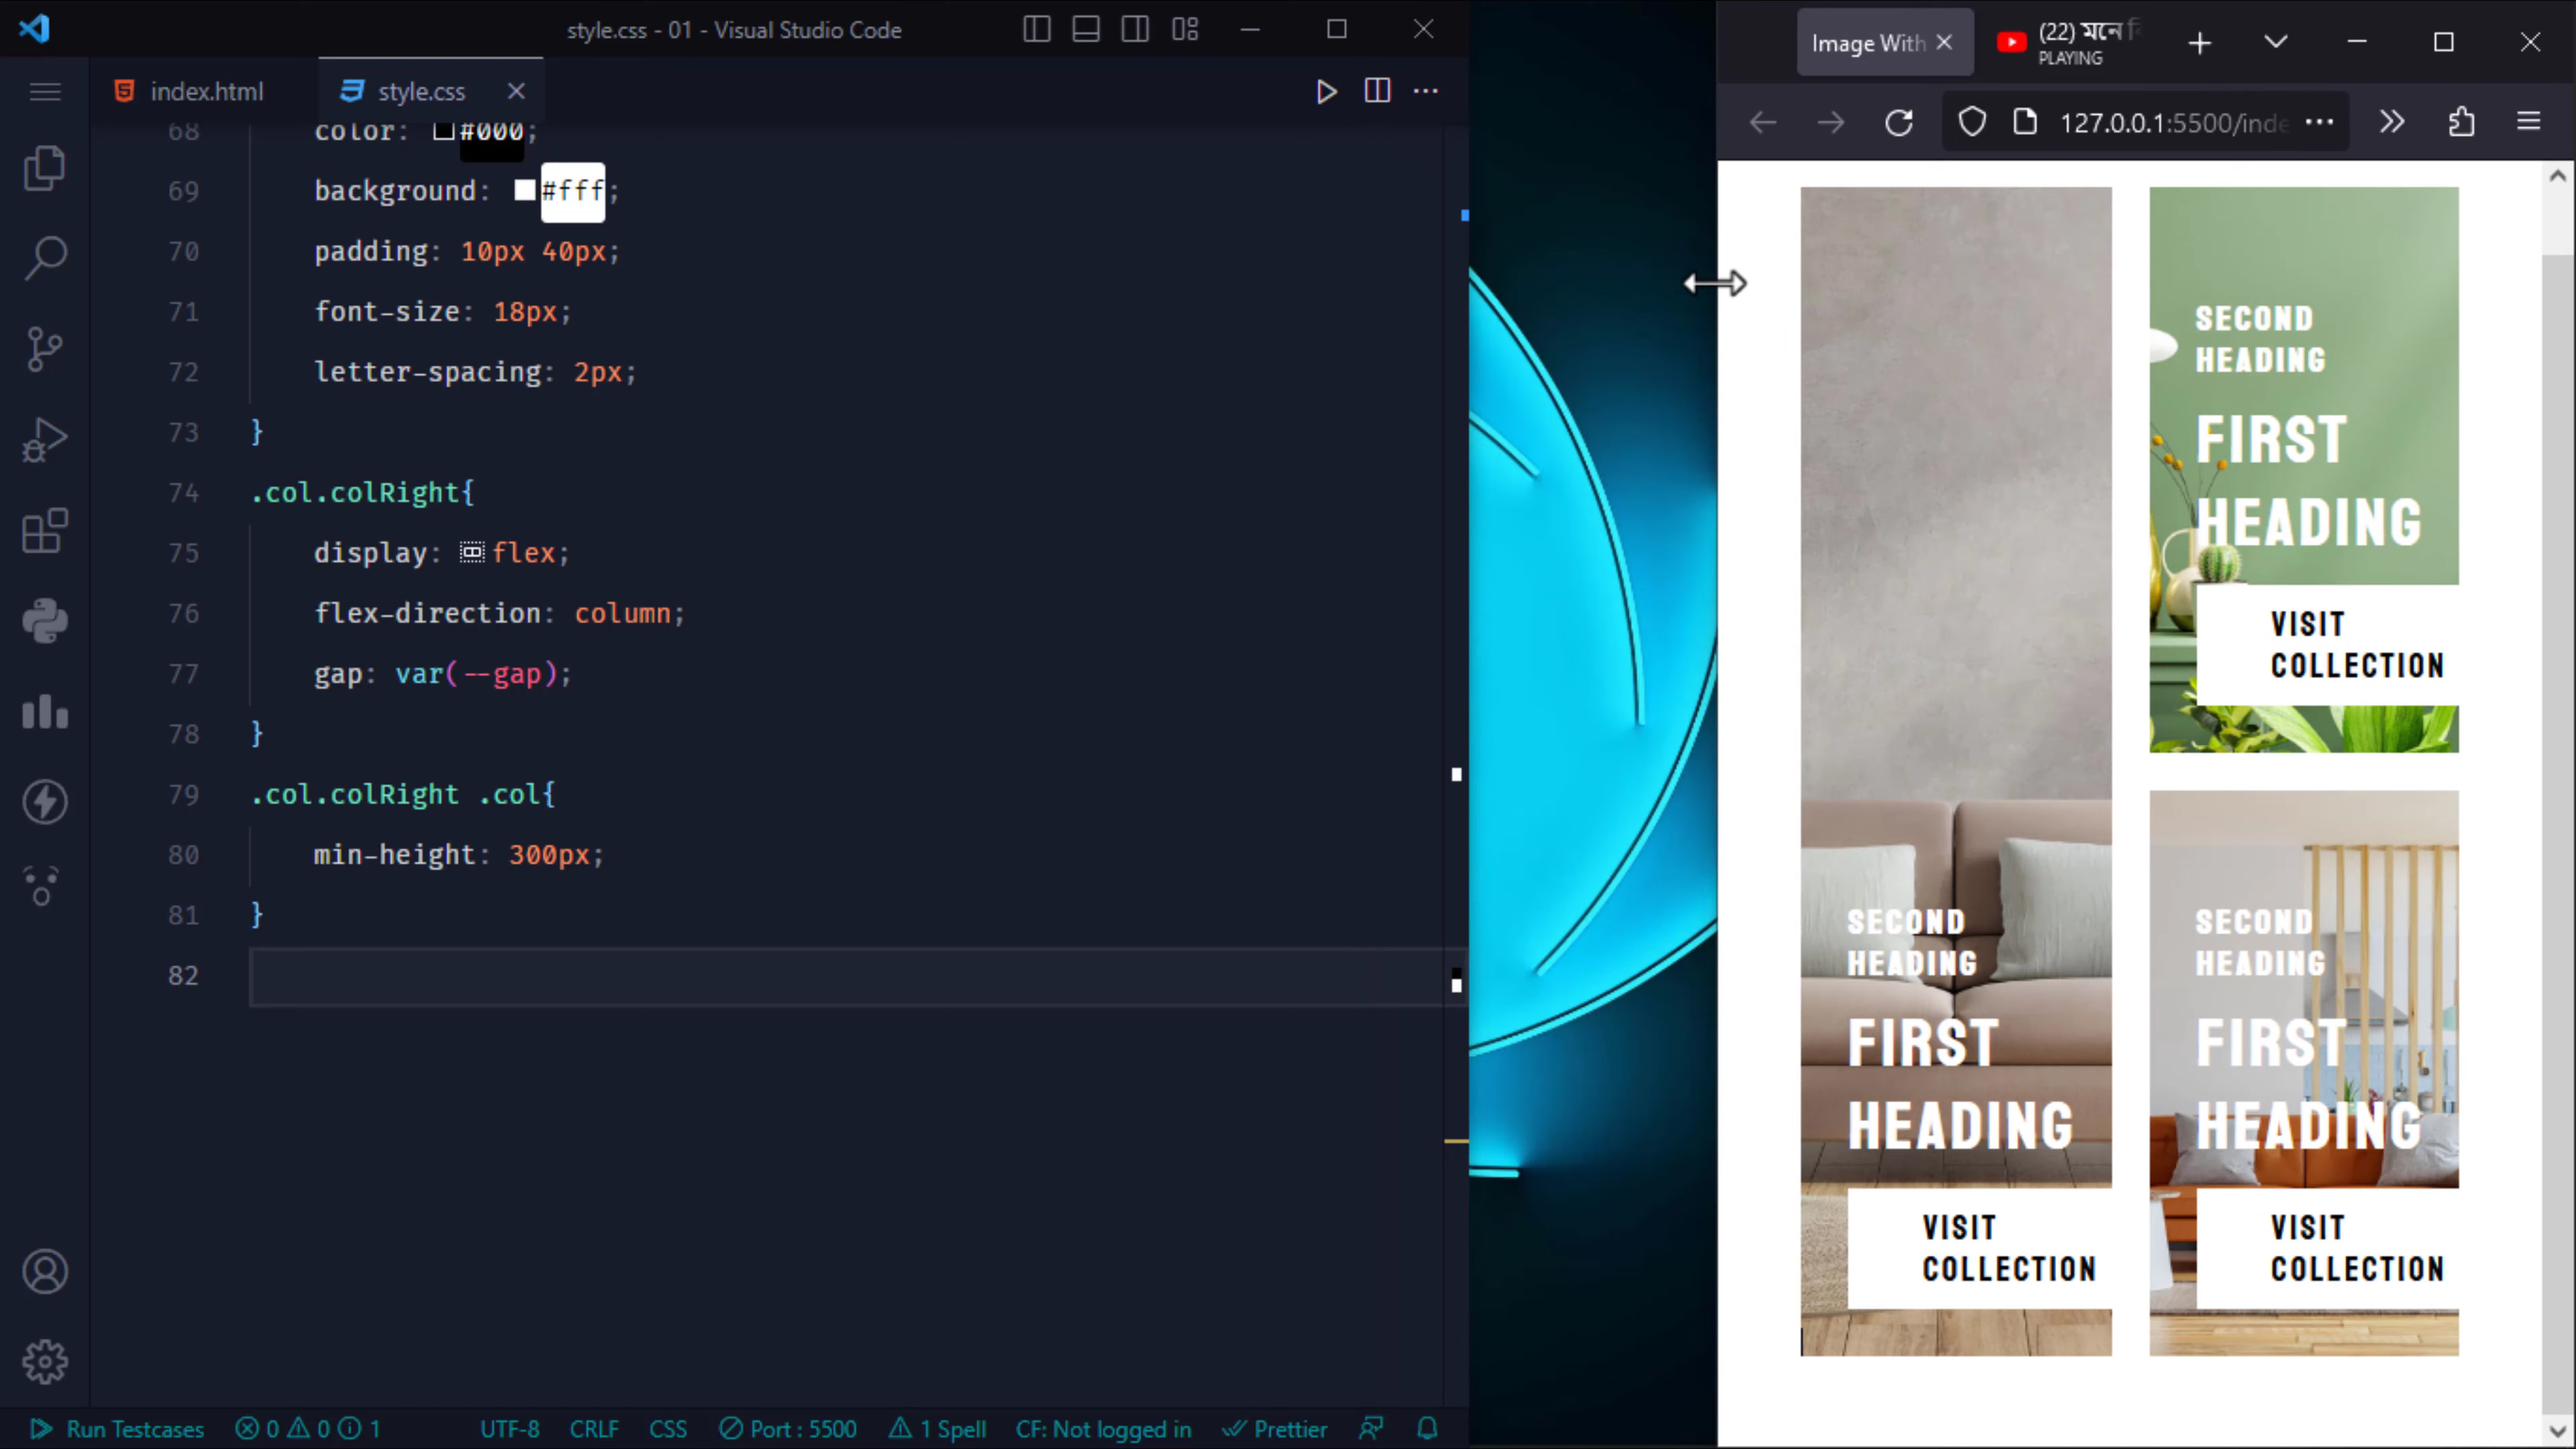 style.css - 01 - Visual Studio Code
index.html
style.css
68 color: #000;
69 background: #fff;
70 padding: 10px 40px;
71 font-size: 18px;
72 letter-spacing: 2px;
73 }
74 .col.colRight{
75 display: flex;
76 flex-direction: column;
77 gap: var(--gap);
78 }
79 .col.colRight .col{
80 min-height: 300px;
81 }
82
Run Testcases 0 0 1 UTF-8 CRLF CSS Port : 5500 1 Spell CF: Not logged in Prettier
Image With
(22) মনে
PLAYING
127.0.0.1:5500/inde
SECOND
HEADING
FIRST
HEADING
VISIT
COLLECTION
SECOND
HEADING
FIRST
HEADING
VISIT
COLLECTION
SECOND
HEADING
FIRST
HEADING
VISIT
COLLECTION